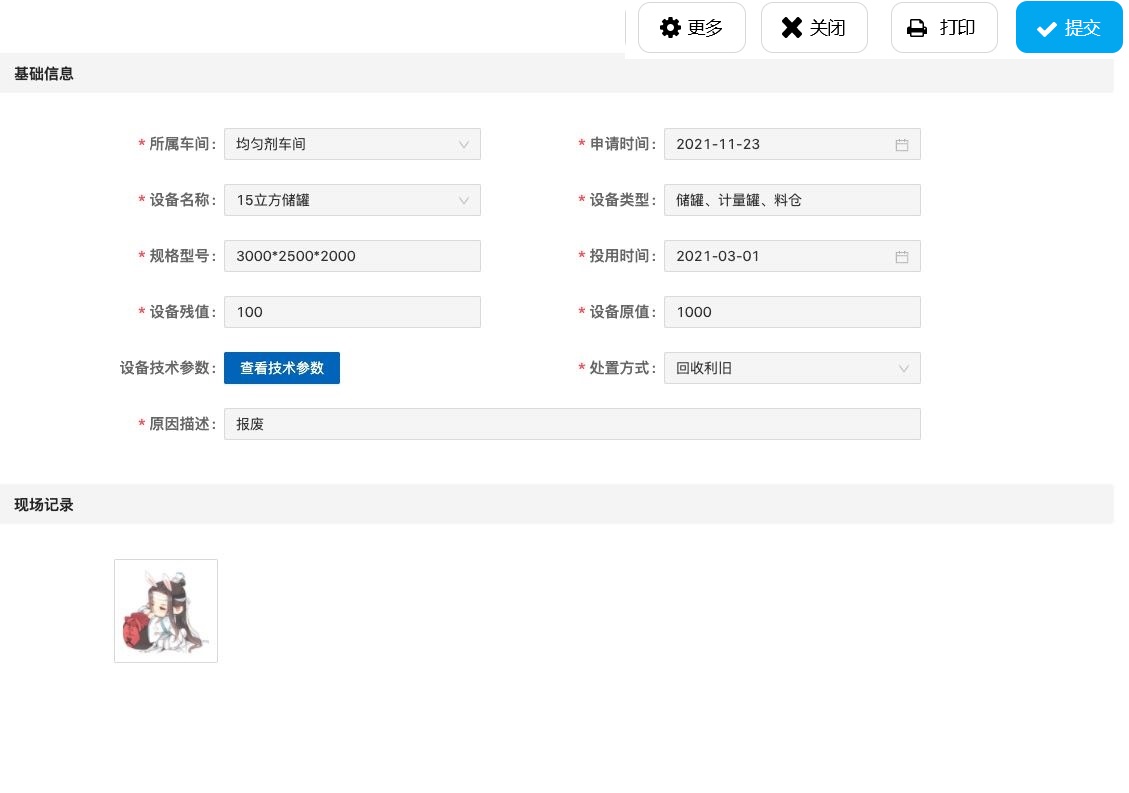 更多 关闭 打印 提交
基础信息
* 所属车间: 均匀剂车间 * 申请时间: 2021-11-23
* 设备名称: 15立方储罐 * 设备类型: 储罐、计量罐、料仓
* 规格型号: 3000*2500*2000 * 投用时间: 2021-03-01
* 设备残值: 100 * 设备原值: 1000
设备技术参数: 查看技术参数 * 处置方式: 回收利旧
* 原因描述: 报废
现场记录